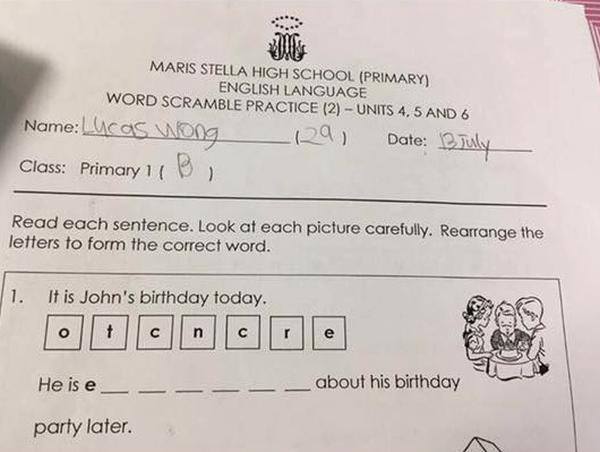 MARIS STELLA HIGH SCHOOL (PRIMARY)
ENGLISH LANGUAGE
WORD SCRAMBLE PRACTICE (2) – UNITS 4, 5 AND 6
Name: Lucas Wong (29) Date: 13 July
Class: Primary 1 ( B )
Read each sentence. Look at each picture carefully. Rearrange the
letters to form the correct word.
1. It is John's birthday today.
o t c n c r e
He is e _ _ _ _ _ _ about his birthday
party later.